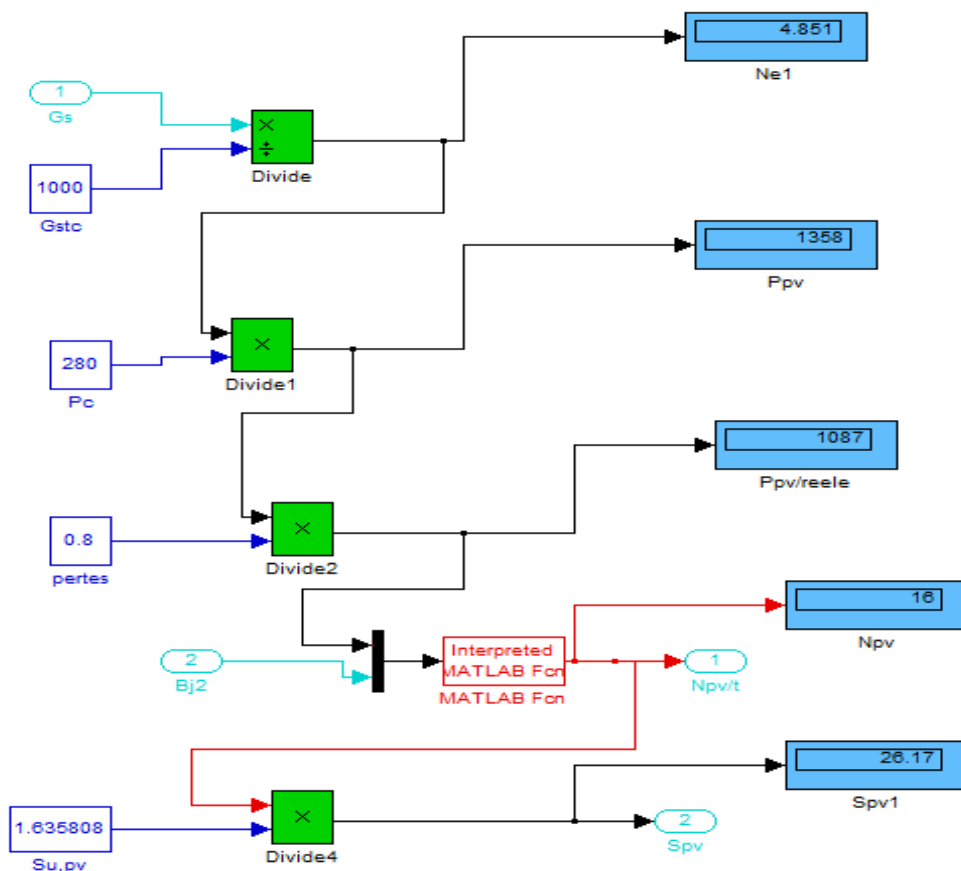 4.851
Ne1
1
Gs
×
÷
Divide
1000
Gstc
1358
Ppv
280
Pc
×
Divide1
1087
Ppv/reele
0.8
pertes
×
Divide2
16
Npv
2
Bj2
Interpreted
MATLAB Fcn
MATLAB Fcn
1
Npv/t
26.17
Spv1
1.635808
Su.pv
×
Divide4
2
Spv